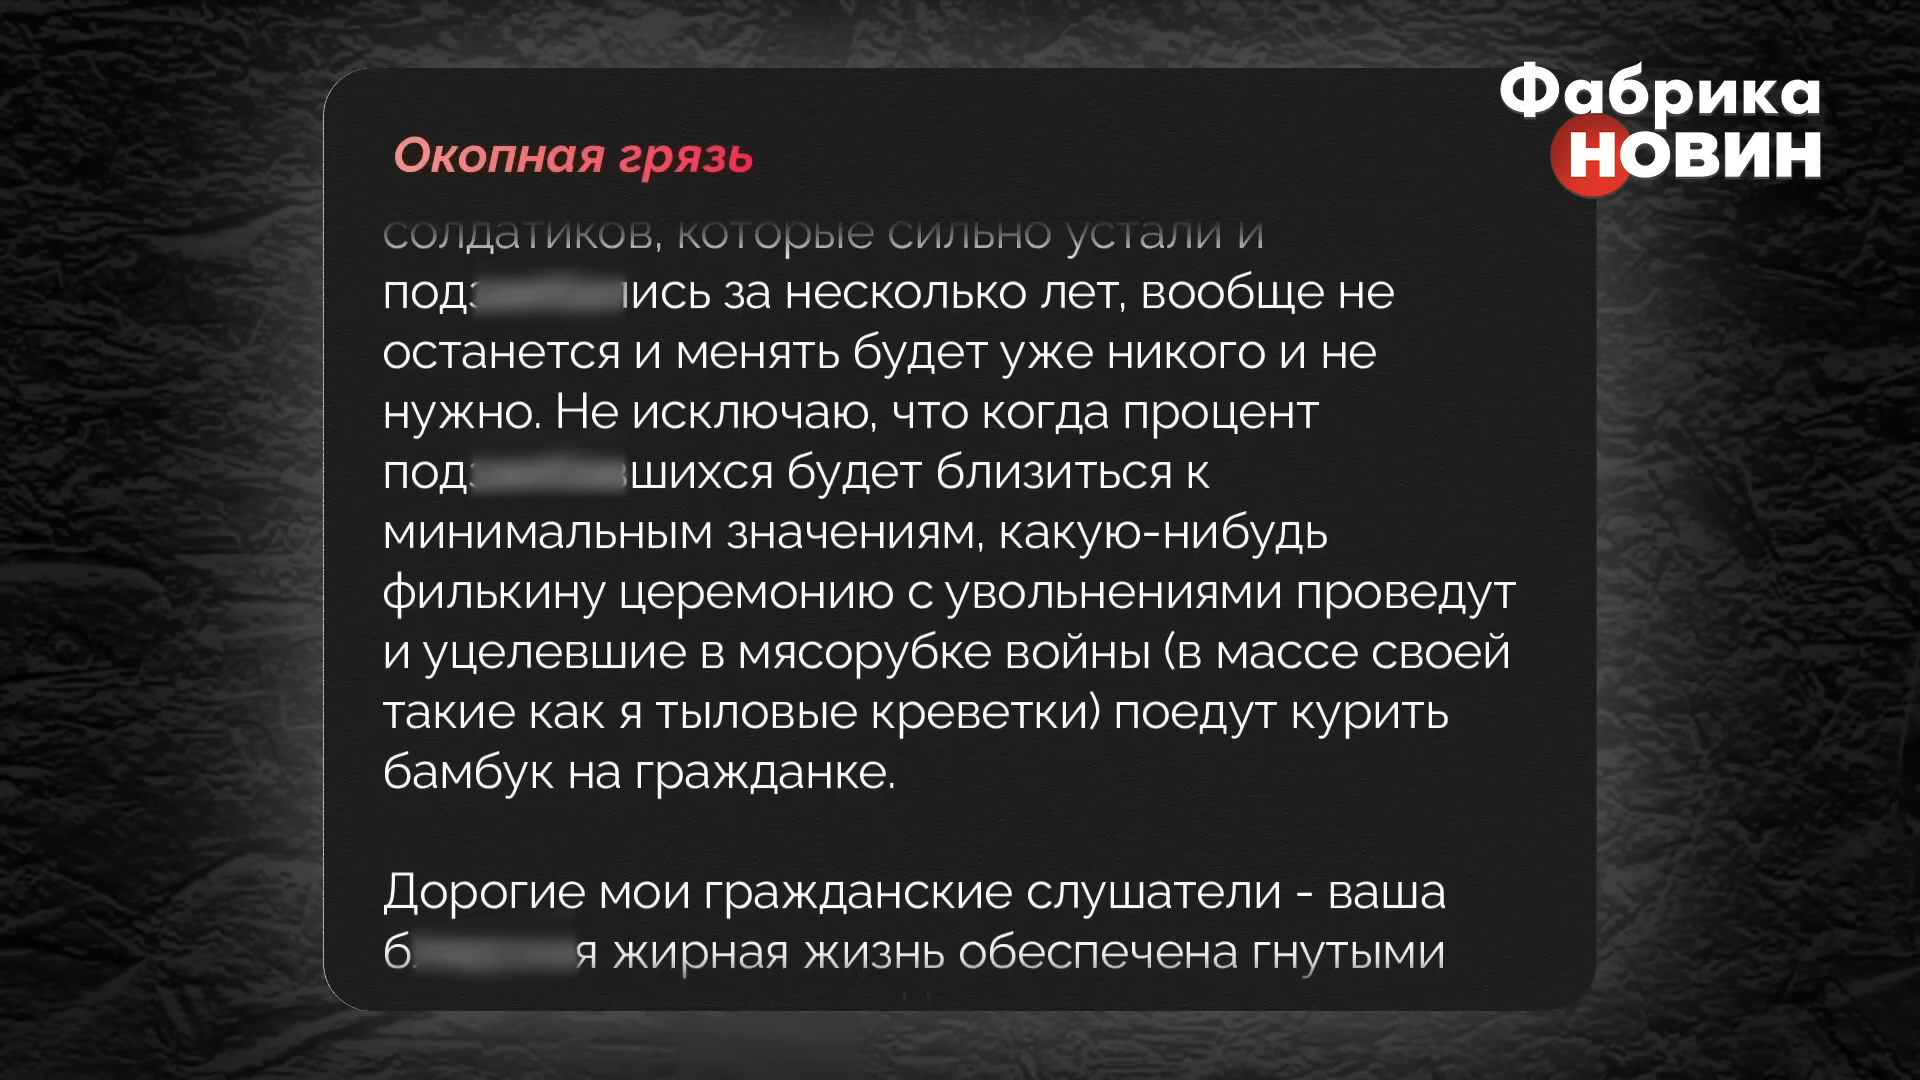 Фабрика
новин
Окопная грязь
солдатиков, которые сильно устали и
за несколько лет, вообще не
останется и менять будет уже никого и не
нужно. Не исключаю, что когда процент
будет близиться к
минимальным значениям, какую-нибудь
филькину церемонию с увольнениями проведут
и уцелевшие в мясорубке войны (в массе своей
такие как я тыловые креветки) поедут курить
бамбук на гражданке.
Дорогие мои гражданские слушатели - ваша
жирная жизнь обеспечена гнутыми